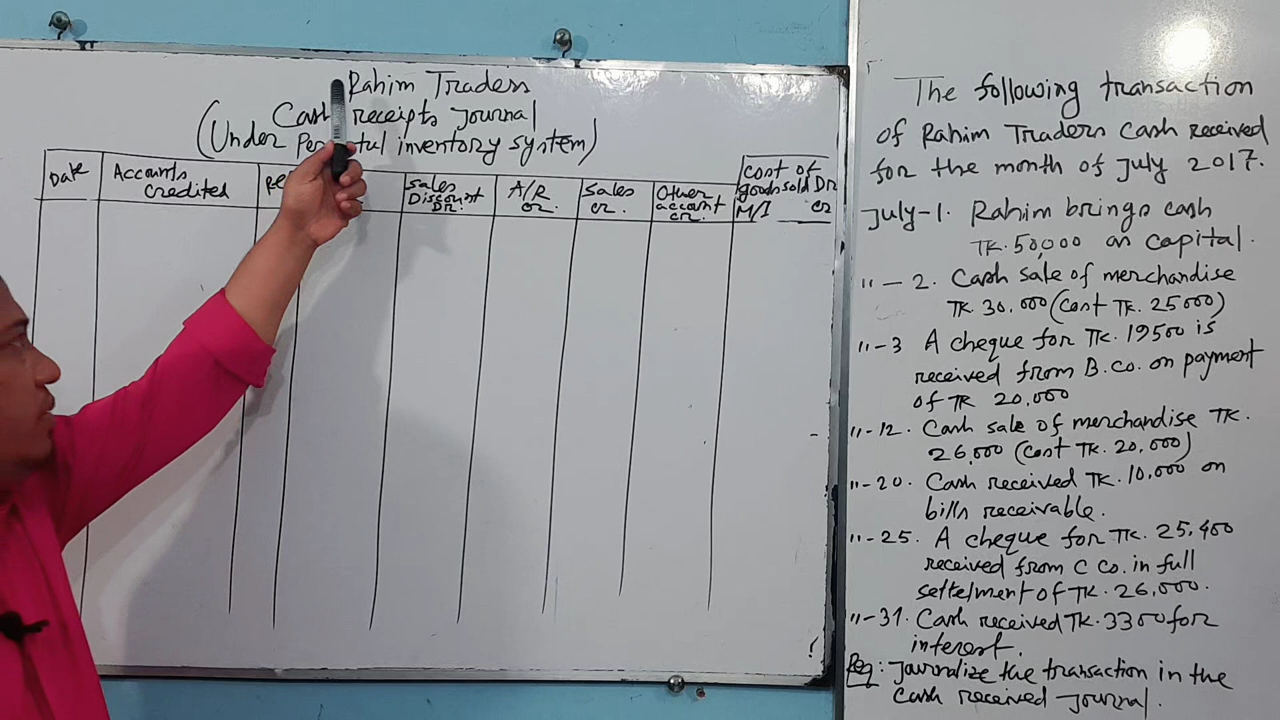 Rahim Traders
Cash receipts Journal
(Under Perpetual inventory system)
Date
Accounts
credited
Sales
Discount
Dr.
A/R
cr.
Sales
cr.
Other
account
cr.
Cost of
goods sold Dr
M/I __ cr
The following transaction
of Rahim Traders Cash received
for the month of July 2017.
July-1. Rahim brings cash
TK. 50,000 as capital.
"-2. Cash sale of merchandise
TK. 30,000 (Cost TK. 25000)
"-3 A cheque for TK. 19500 is
received from B. Co. on payment
of TK 20,000
"-12. Cash sale of merchandise TK.
26,000 (Cost TK. 20,000)
"-20. Cash received TK. 10,000 on
bills receivable.
"-25. A cheque for TK. 25,400
received from C Co. in full
settelment of TK. 26,000.
"-31. Cash received TK. 3300 for
interest.
Req: Journalize the transaction in the
cash received Journal.